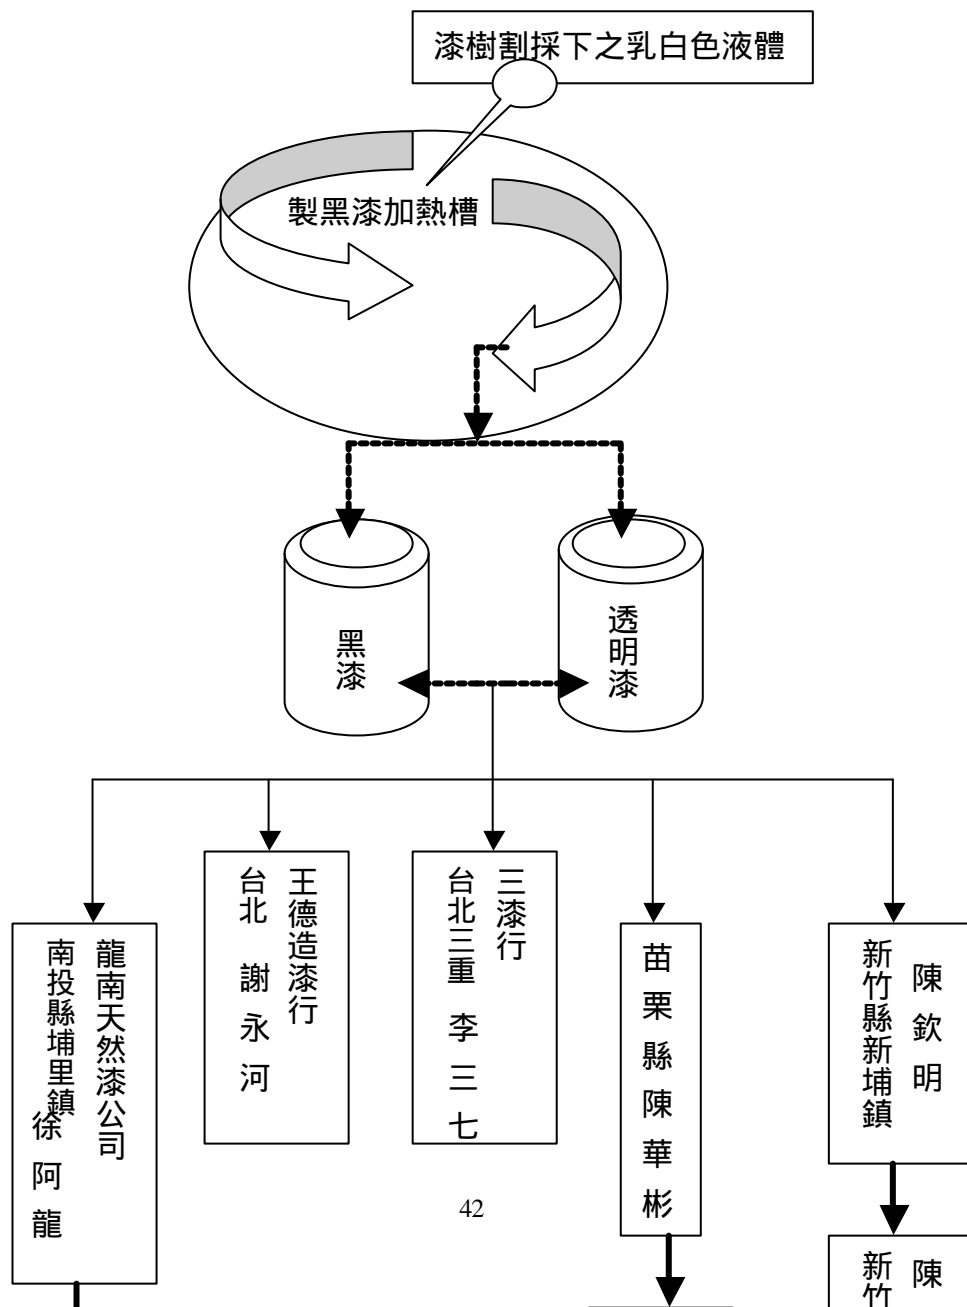 漆樹割採下之乳白色液體
製黑漆加熱槽
黑漆
透明漆
龍南天然漆公司
南投縣埔里鎮
徐阿龍
王德造漆行
台北 謝永河
三漆行
台北三重 李三七
苗栗縣陳華彬
陳欽明
新竹縣新埔鎮
42
陳
新竹